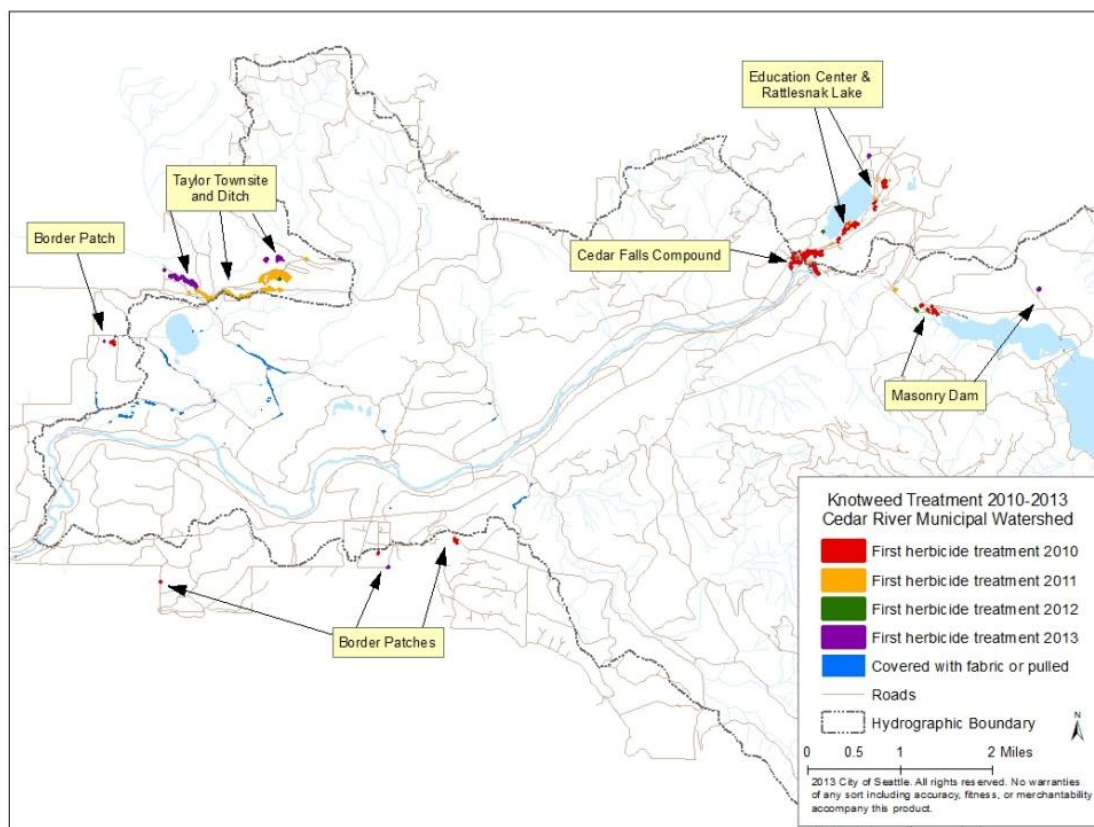 Education Center &
Rattlesnak Lake
Taylor Townsite
and Ditch
Border Patch
Cedar Falls Compound
Masonry Dam
Border Patches
Knotweed Treatment 2010-2013
Cedar River Municipal Watershed
First herbicide treatment 2010
First herbicide treatment 2011
First herbicide treatment 2012
First herbicide treatment 2013
Covered with fabric or pulled
Roads
Hydrographic Boundary
N
0 0.5 1 2 Miles
2013 City of Seattle. All rights reserved. No warranties
of any sort including accuracy, fitness, or merchantability
accompany this product.